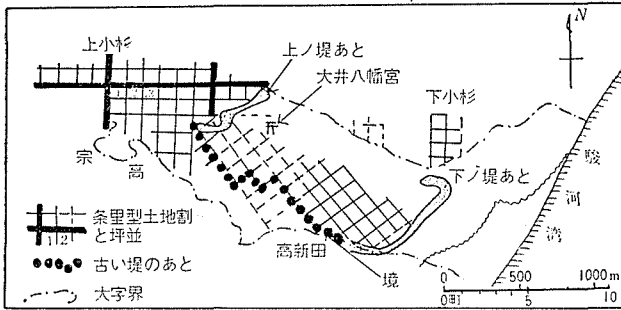 上小杉
上ノ堤あと
大井八幡宮
下小杉
下ノ堤あと
宗
高
高新田
境
駿
河
湾
N
条里型土地割
と坪並
1 2
古い堤のあと
大字界
0 500 1000m
0町 5 10